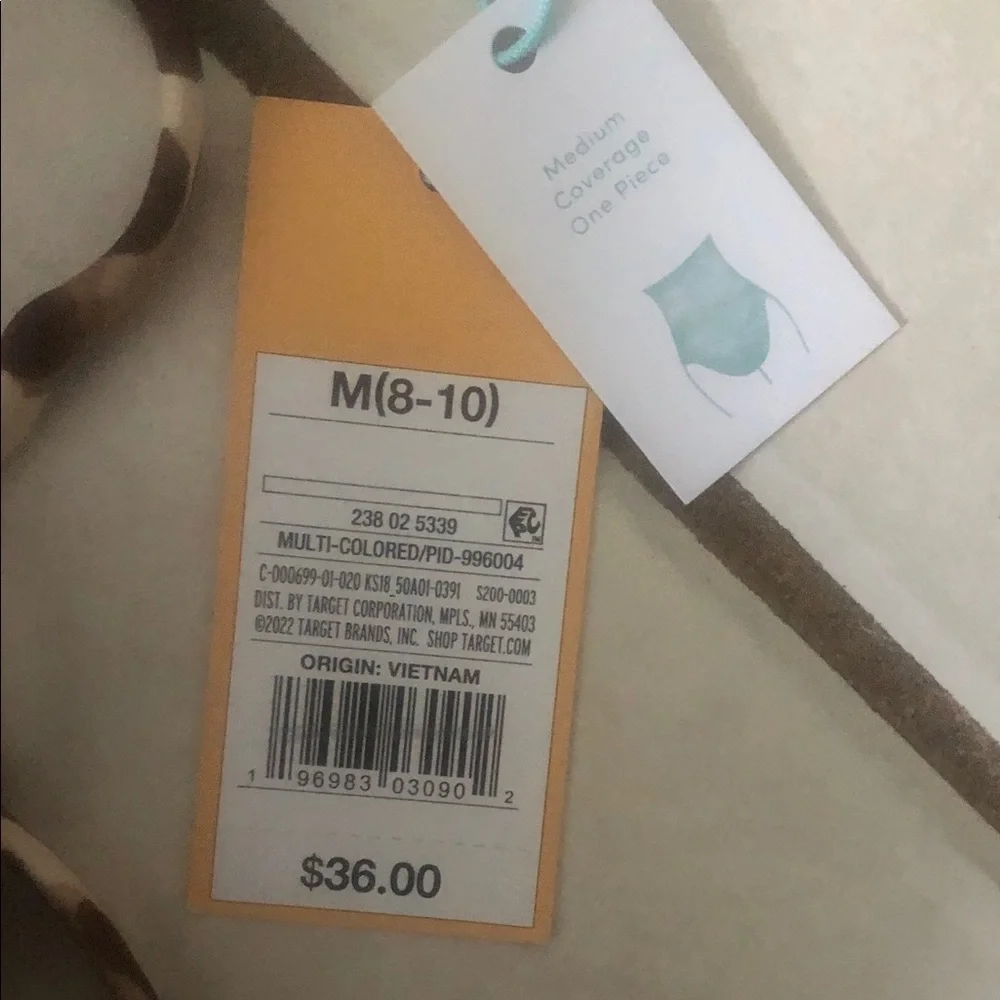 Medium
Coverage
One Piece
M(8-10)
238 02 5339
MULTI-COLORED/PID-996004
C-000699-01-020 KS18_50A01-0391 S200-0003
DIST. BY TARGET CORPORATION, MPLS., MN 55403
©2022 TARGET BRANDS, INC. SHOP TARGET.COM
ORIGIN: VIETNAM
1 96983 03090 2
$36.00